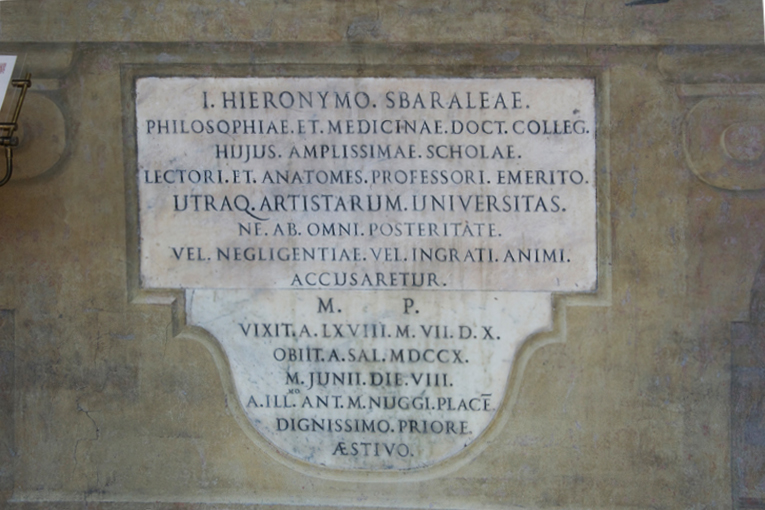 I. HIERONYMO. SBARALEAE.
PHILOSOPHIAE. ET. MEDICINAE. DOCT. COLLEG.
HUJUS. AMPLISSIMAE. SCHOLAE.
LECTORI. ET. ANATOMES. PROFESSORI. EMERITO.
UTRAQ. ARTISTARUM. UNIVERSITAS.
NE. AB. OMNI. POSTERITATE.
VEL. NEGLIGENTIAE. VEL. INGRATI. ANIMI.
ACCUSARETUR.
M. P.
VIXIT. A. LXVIII. M. VII. D. X.
OBIIT. A. SAL. MDCCX.
M. JUNII. DIE. VIII.
A. ILL.MO ANT. M. NUGGI. PLACĒ.
DIGNISSIMO. PRIORE.
ÆSTIVO.